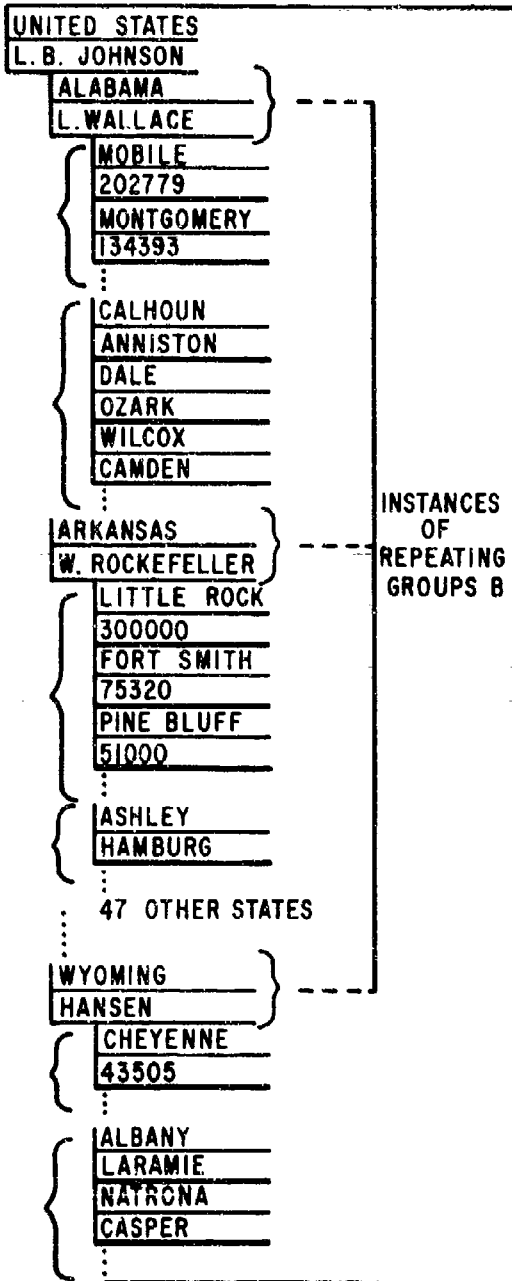 UNITED STATES
L.B. JOHNSON
ALABAMA
L.WALLACE
MOBILE
202779
MONTGOMERY
134393
CALHOUN
ANNISTON
DALE
OZARK
WILCOX
CAMDEN
INSTANCES
OF
REPEATING
GROUPS B
ARKANSAS
W. ROCKEFELLER
LITTLE ROCK
300000
FORT SMITH
75320
PINE BLUFF
51000
ASHLEY
HAMBURG
47 OTHER STATES
WYOMING
HANSEN
CHEYENNE
43505
ALBANY
LARAMIE
NATRONA
CASPER